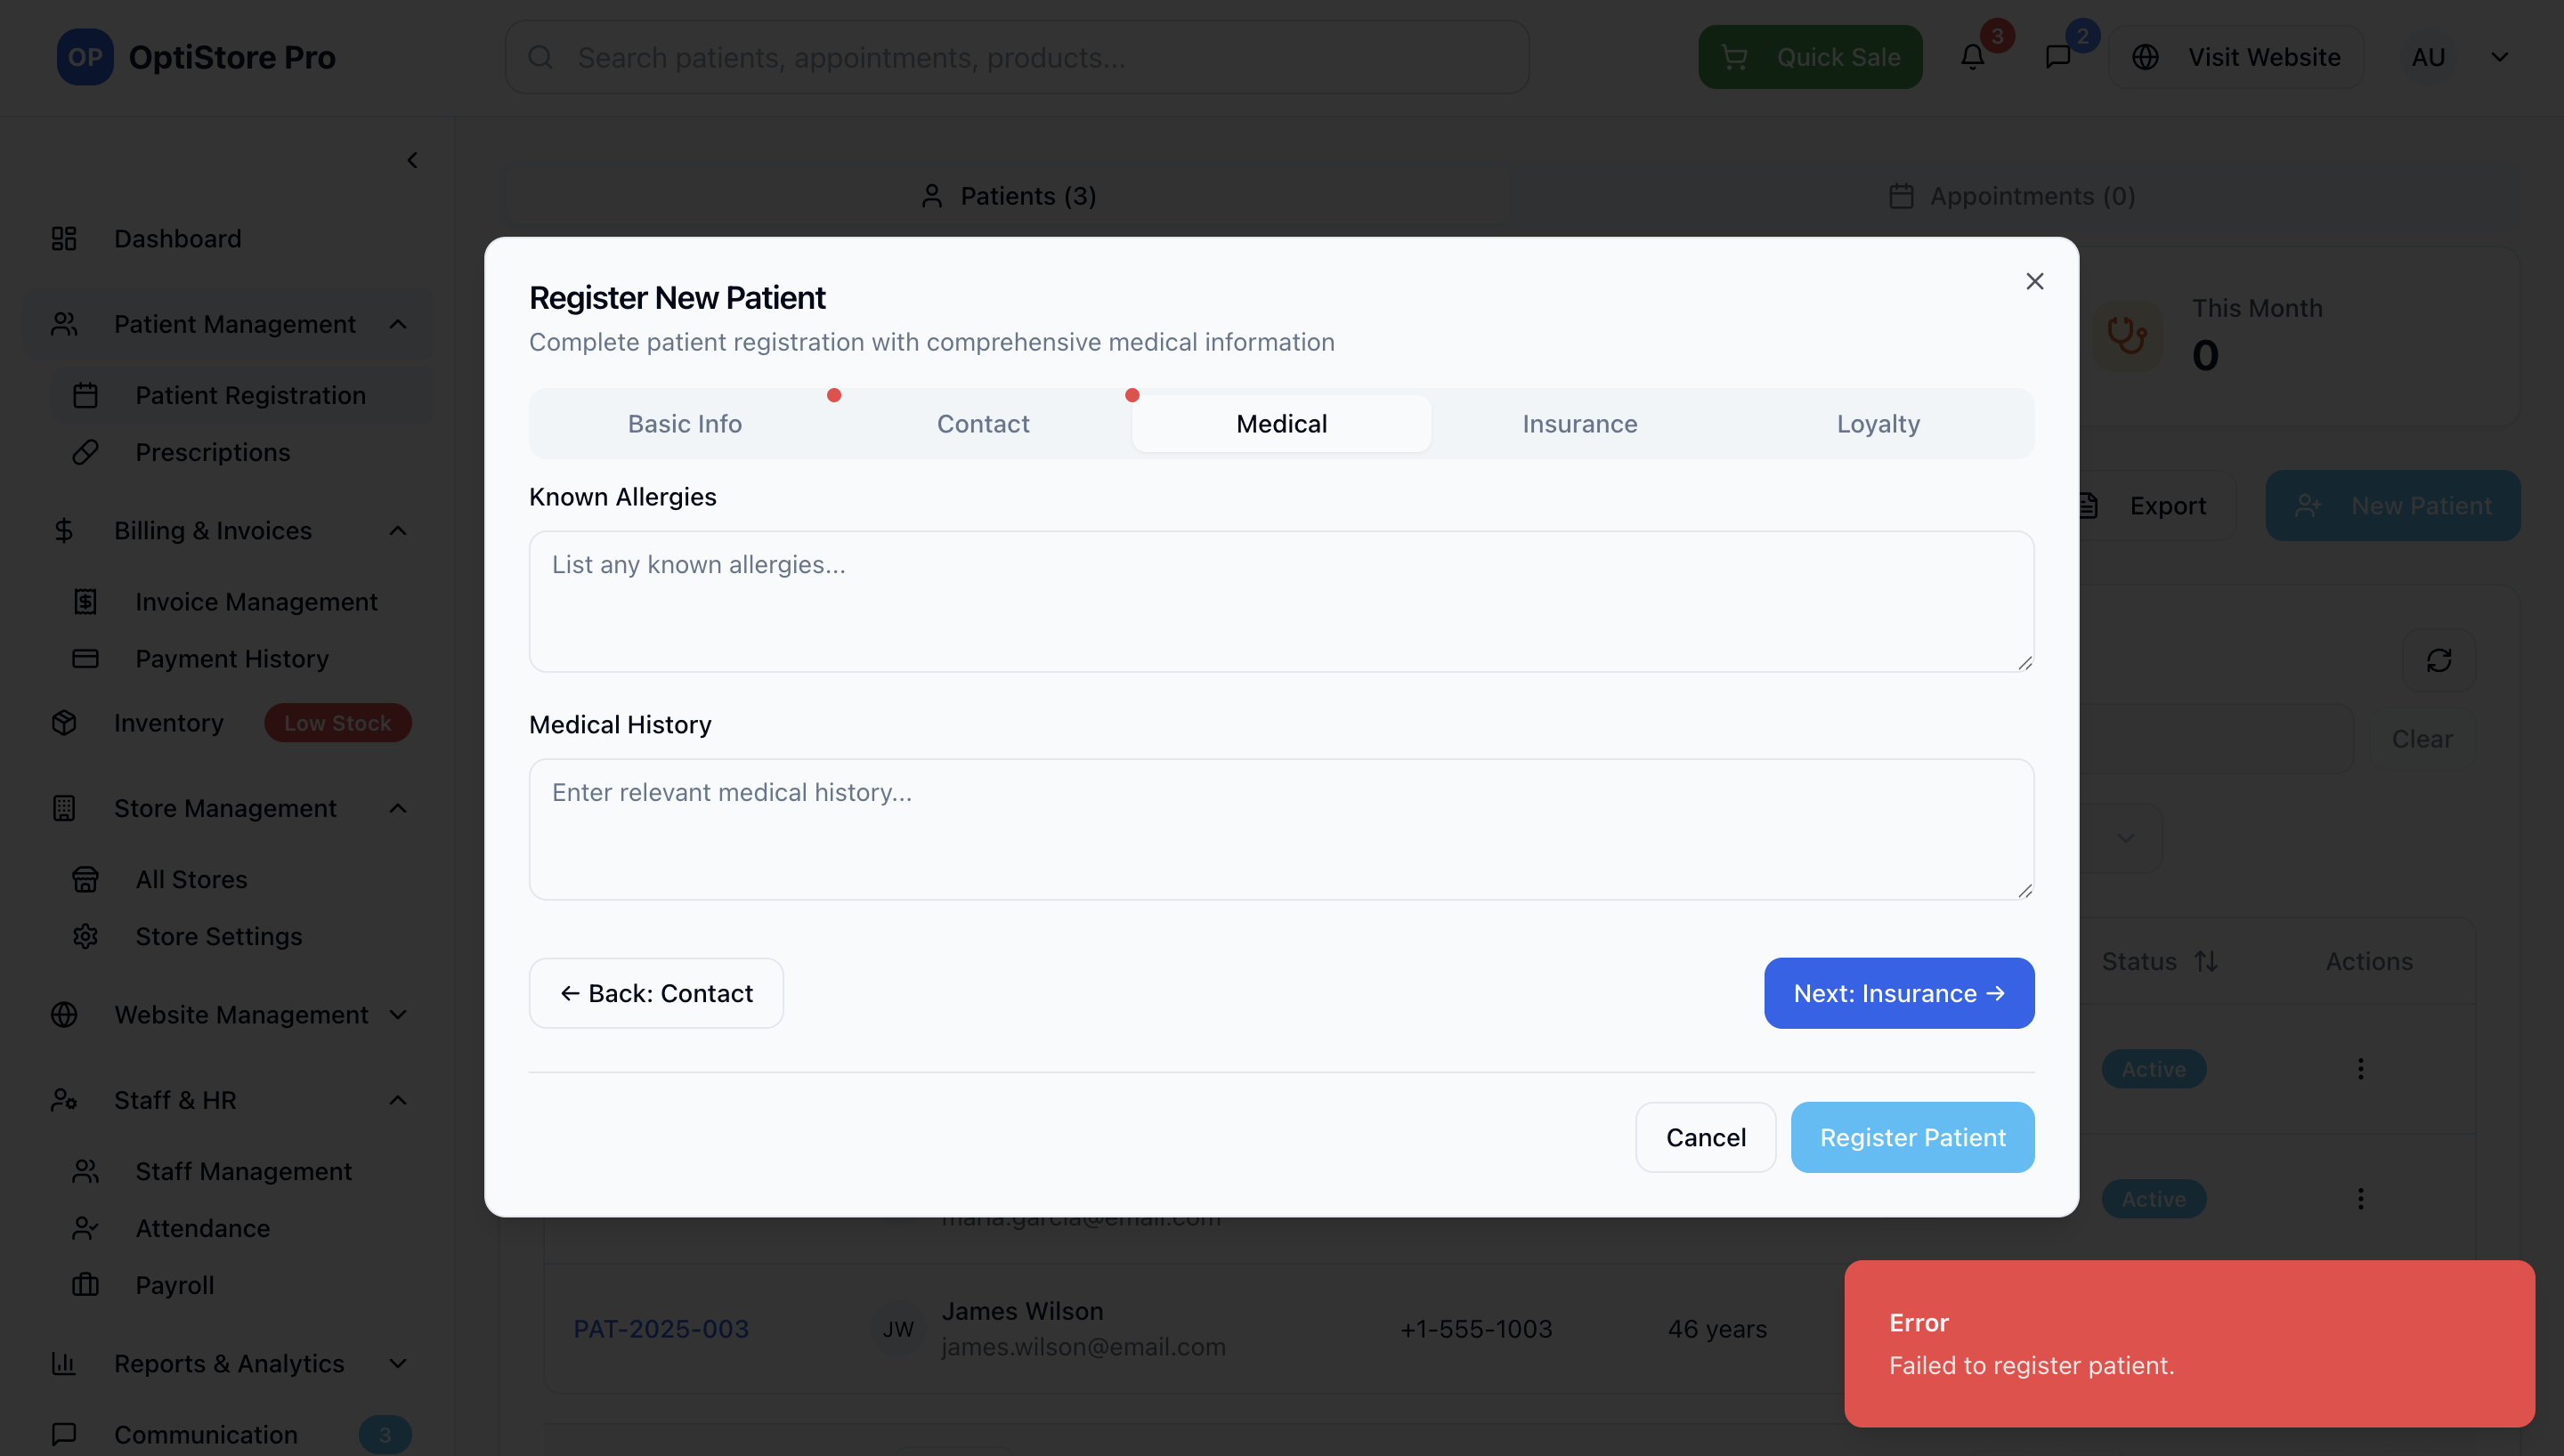 OP OptiStore Pro
Search patients, appointments, products...
Quick Sale
3
2
Visit Website
AU
Dashboard
Patient Management
Patient Registration
Prescriptions
Billing & Invoices
Invoice Management
Payment History
Inventory Low Stock
Store Management
All Stores
Store Settings
Website Management
Staff & HR
Staff Management
Attendance
Payroll
Reports & Analytics
Communication 3
Patients (3)
Appointments (0)
This Month
0
Export
New Patient
Clear
Register New Patient
Complete patient registration with comprehensive medical information
Basic Info Contact Medical Insurance Loyalty
Known Allergies
List any known allergies...
Medical History
Enter relevant medical history...
← Back: Contact
Next: Insurance →
Cancel
Register Patient
Status Actions
Active
Active
maria.garcia@email.com
PAT-2025-003 JW James Wilson +1-555-1003 46 years
james.wilson@email.com
Error
Failed to register patient.